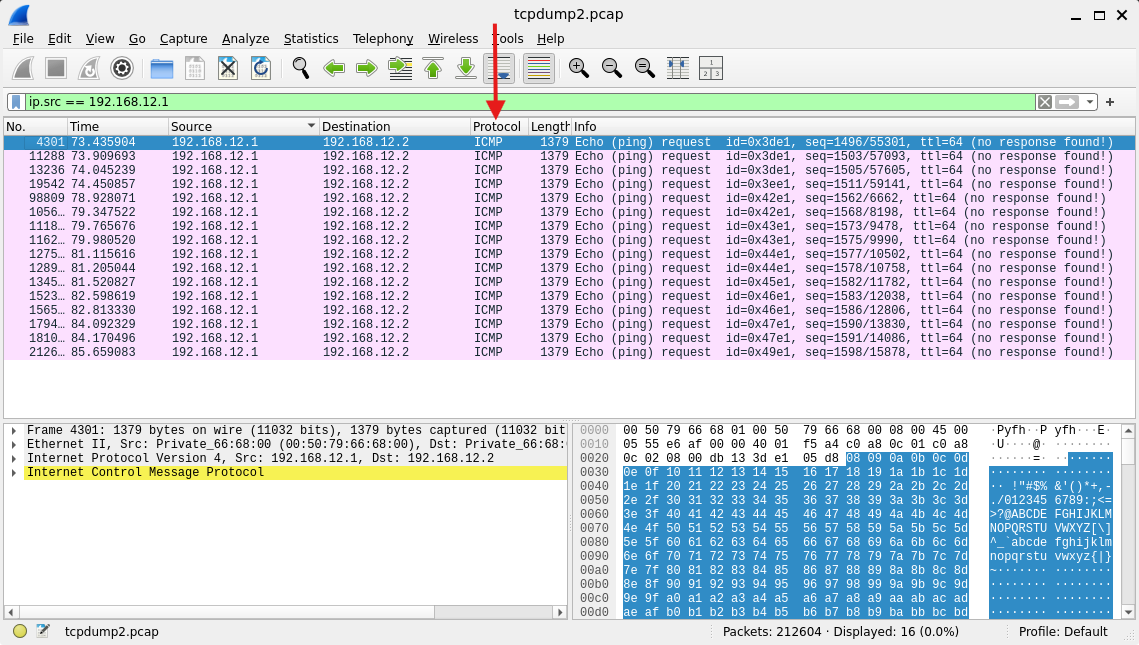 tcpdump2.pcap
File Edit View Go Capture Analyze Statistics Telephony Wireless Tools Help
ip.src == 192.168.12.1
No. Time Source Destination Protocol Length Info
4301 73.435904 192.168.12.1 192.168.12.2 ICMP 1379 Echo (ping) request id=0x3de1, seq=1496/55301, ttl=64 (no response found!)
11288 73.909693 192.168.12.1 192.168.12.2 ICMP 1379 Echo (ping) request id=0x3de1, seq=1503/57093, ttl=64 (no response found!)
13236 74.045239 192.168.12.1 192.168.12.2 ICMP 1379 Echo (ping) request id=0x3de1, seq=1505/57605, ttl=64 (no response found!)
19542 74.450857 192.168.12.1 192.168.12.2 ICMP 1379 Echo (ping) request id=0x3ee1, seq=1511/59141, ttl=64 (no response found!)
98809 78.928071 192.168.12.1 192.168.12.2 ICMP 1379 Echo (ping) request id=0x42e1, seq=1562/6662, ttl=64 (no response found!)
1056… 79.347522 192.168.12.1 192.168.12.2 ICMP 1379 Echo (ping) request id=0x42e1, seq=1568/8198, ttl=64 (no response found!)
1118… 79.765676 192.168.12.1 192.168.12.2 ICMP 1379 Echo (ping) request id=0x43e1, seq=1573/9478, ttl=64 (no response found!)
1162… 79.980520 192.168.12.1 192.168.12.2 ICMP 1379 Echo (ping) request id=0x43e1, seq=1575/9990, ttl=64 (no response found!)
1275… 81.115616 192.168.12.1 192.168.12.2 ICMP 1379 Echo (ping) request id=0x44e1, seq=1577/10502, ttl=64 (no response found!)
1289… 81.205044 192.168.12.1 192.168.12.2 ICMP 1379 Echo (ping) request id=0x44e1, seq=1578/10758, ttl=64 (no response found!)
1345… 81.520827 192.168.12.1 192.168.12.2 ICMP 1379 Echo (ping) request id=0x45e1, seq=1582/11782, ttl=64 (no response found!)
1523… 82.598619 192.168.12.1 192.168.12.2 ICMP 1379 Echo (ping) request id=0x46e1, seq=1583/12038, ttl=64 (no response found!)
1565… 82.813330 192.168.12.1 192.168.12.2 ICMP 1379 Echo (ping) request id=0x46e1, seq=1586/12806, ttl=64 (no response found!)
1794… 84.092329 192.168.12.1 192.168.12.2 ICMP 1379 Echo (ping) request id=0x47e1, seq=1590/13830, ttl=64 (no response found!)
1810… 84.170496 192.168.12.1 192.168.12.2 ICMP 1379 Echo (ping) request id=0x47e1, seq=1591/14086, ttl=64 (no response found!)
2126… 85.659083 192.168.12.1 192.168.12.2 ICMP 1379 Echo (ping) request id=0x49e1, seq=1598/15878, ttl=64 (no response found!)
Frame 4301: 1379 bytes on wire (11032 bits), 1379 bytes captured (11032 bit
Ethernet II, Src: Private_66:68:00 (00:50:79:66:68:00), Dst: Private_66:68:
Internet Protocol Version 4, Src: 192.168.12.1, Dst: 192.168.12.2
Internet Control Message Protocol
0000 00 50 79 66 68 01 00 50 79 66 68 00 08 00 45 00 ·Pyfh··P yfh···E·
0010 05 55 e6 af 00 00 40 01 f5 a4 c0 a8 0c 01 c0 a8 ·U····@· ········
0020 0c 02 08 00 db 13 3d e1 05 d8 08 09 0a 0b 0c 0d ······=· ········
0030 0e 0f 10 11 12 13 14 15 16 17 18 19 1a 1b 1c 1d ········ ········
0040 1e 1f 20 21 22 23 24 25 26 27 28 29 2a 2b 2c 2d ·· !"#$% &'()*+,-
0050 2e 2f 30 31 32 33 34 35 36 37 38 39 3a 3b 3c 3d ./012345 6789:;<=
0060 3e 3f 40 41 42 43 44 45 46 47 48 49 4a 4b 4c 4d >?@ABCDE FGHIJKLM
0070 4e 4f 50 51 52 53 54 55 56 57 58 59 5a 5b 5c 5d NOPQRSTU VWXYZ[\]
0080 5e 5f 60 61 62 63 64 65 66 67 68 69 6a 6b 6c 6d ^_`abcde fghijklm
0090 6e 6f 70 71 72 73 74 75 76 77 78 79 7a 7b 7c 7d nopqrstu vwxyz{|}
00a0 7e 7f 80 81 82 83 84 85 86 87 88 89 8a 8b 8c 8d ~······· ········
00b0 8e 8f 90 91 92 93 94 95 96 97 98 99 9a 9b 9c 9d ········ ········
00c0 9e 9f a0 a1 a2 a3 a4 a5 a6 a7 a8 a9 aa ab ac ad ········ ········
00d0 ae af b0 b1 b2 b3 b4 b5 b6 b7 b8 b9 ba bb bc bd ········ ········
tcpdump2.pcap Packets: 212604 · Displayed: 16 (0.0%) Profile: Default